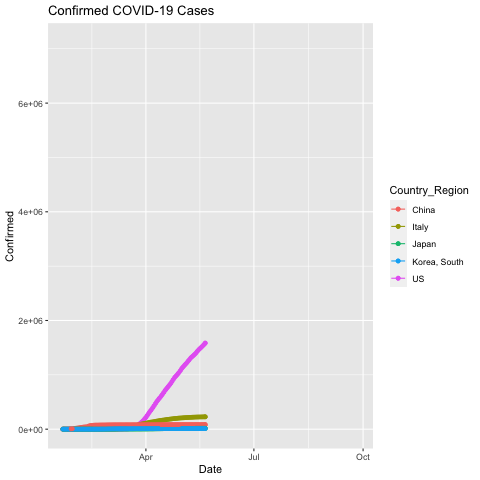 Confirmed COVID-19 Cases
Confirmed
6e+06
4e+06
2e+06
0e+00
Apr
Jul
Oct
Date
Country_Region
China
Italy
Japan
Korea, South
US